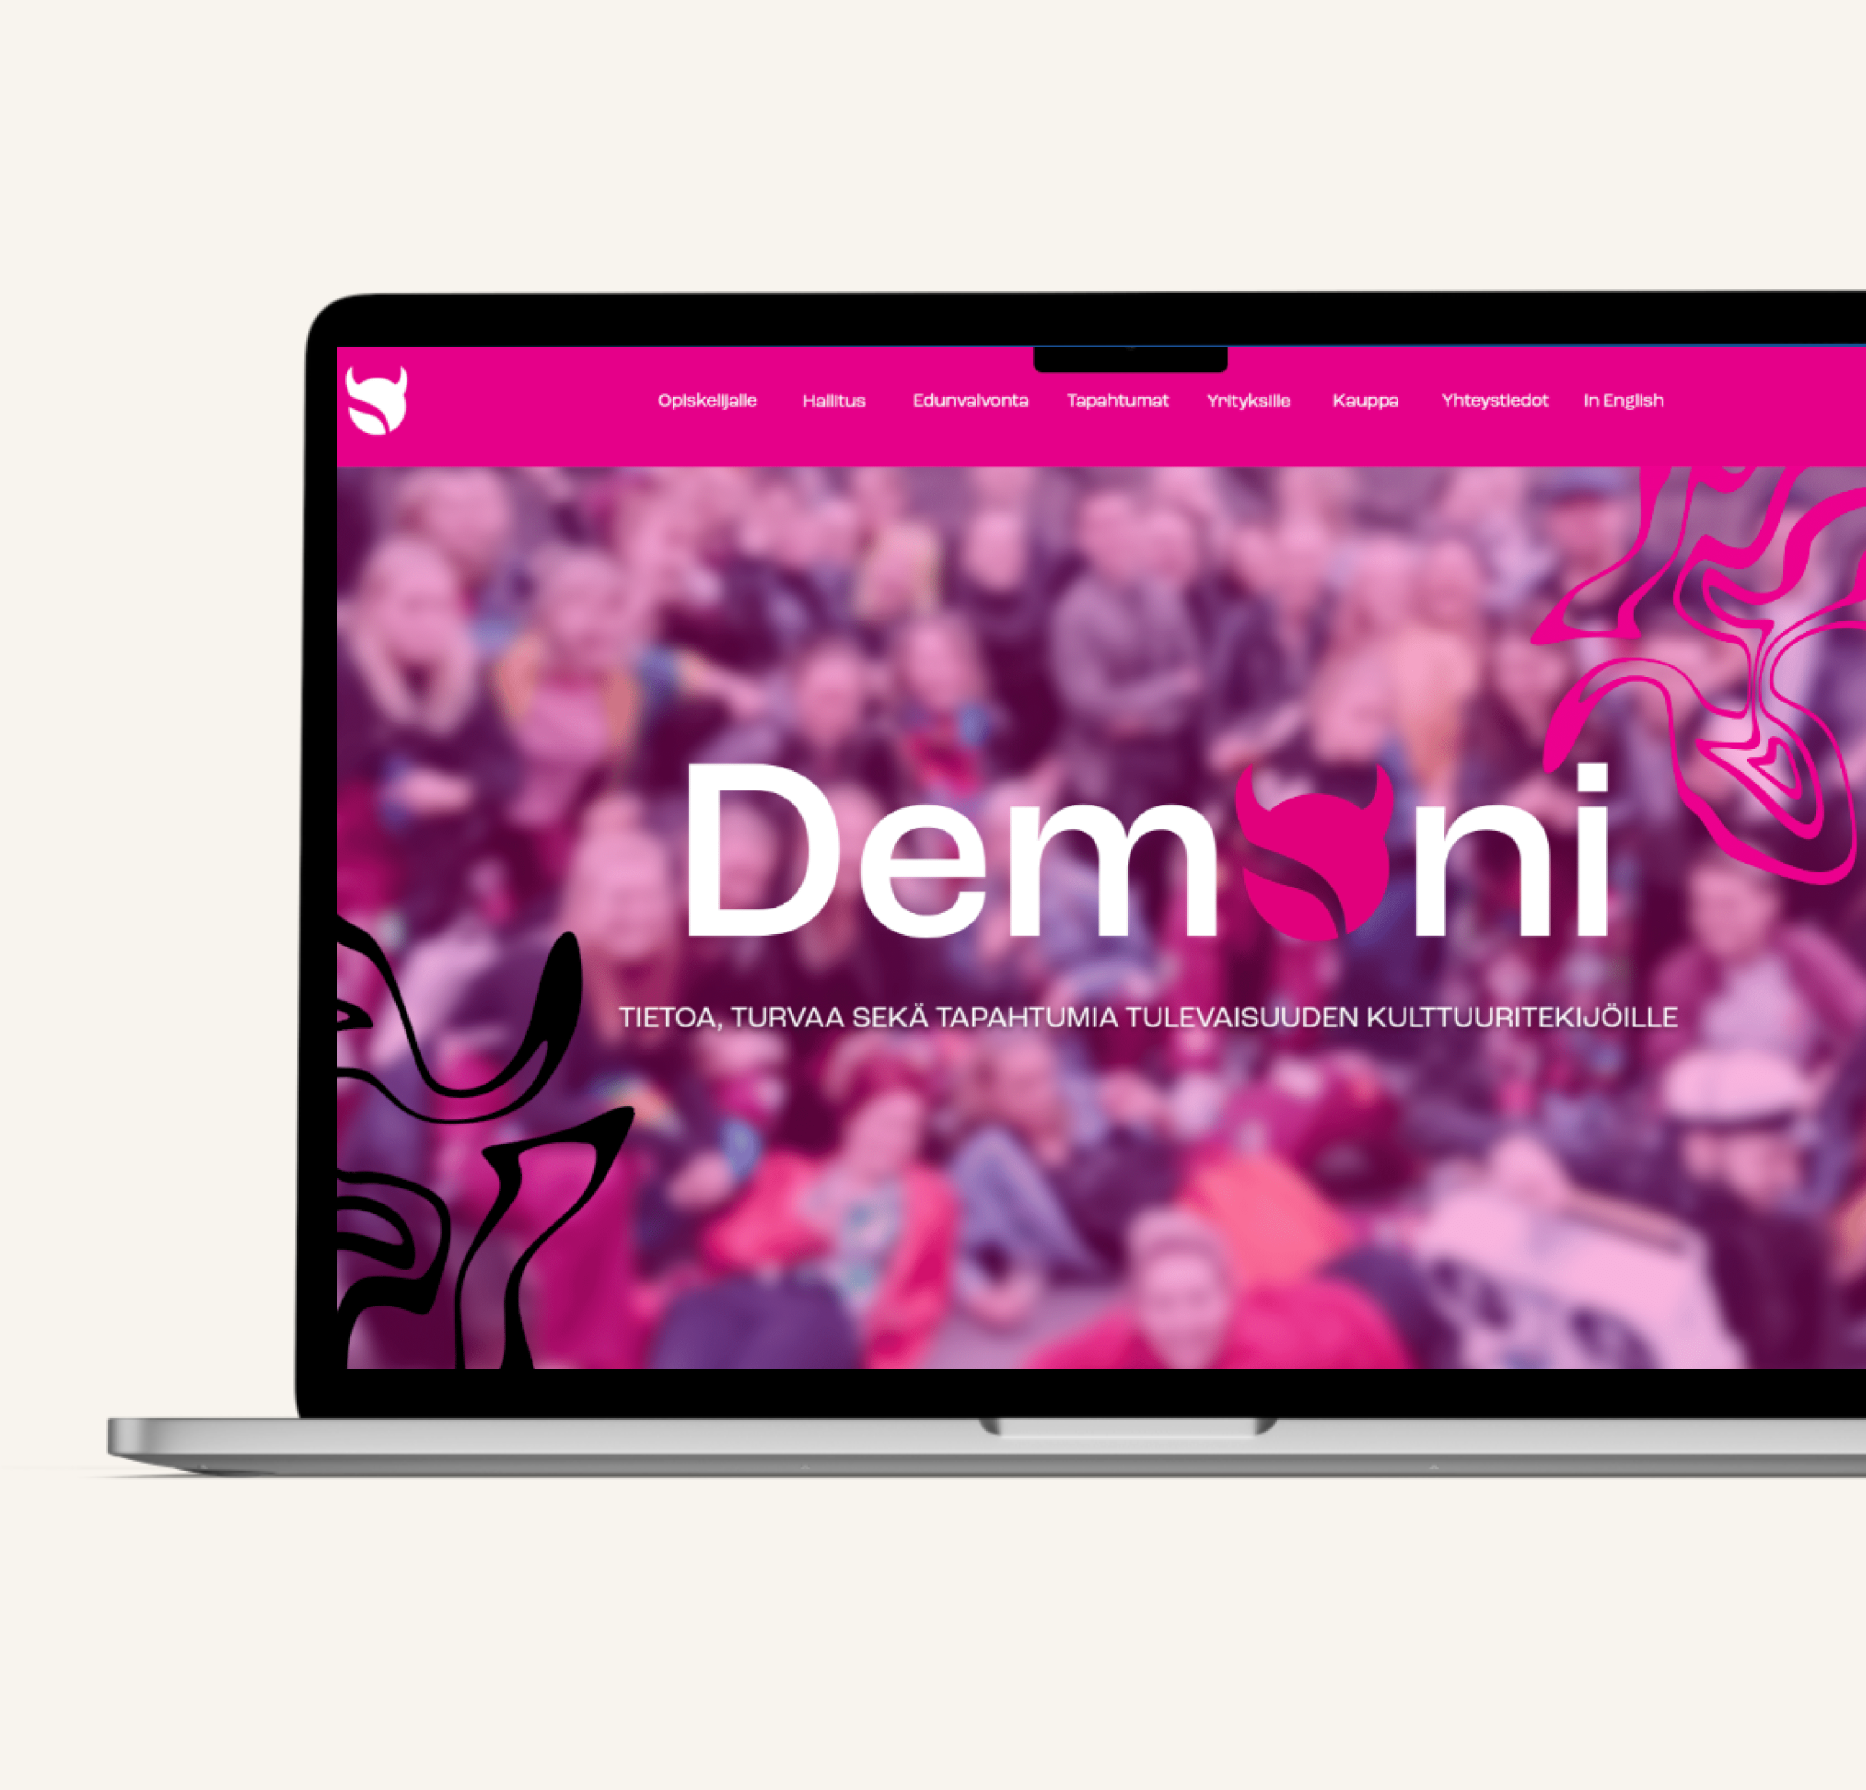 Opiskelijalle Hallitus Edunvalvonta Tapahtumat Yrityksille Kauppa Yhteystiedot In English
Demoni
TIETOA, TURVAA SEKÄ TAPAHTUMIA TULEVAISUUDEN KULTTUURITEKIJÖILLE